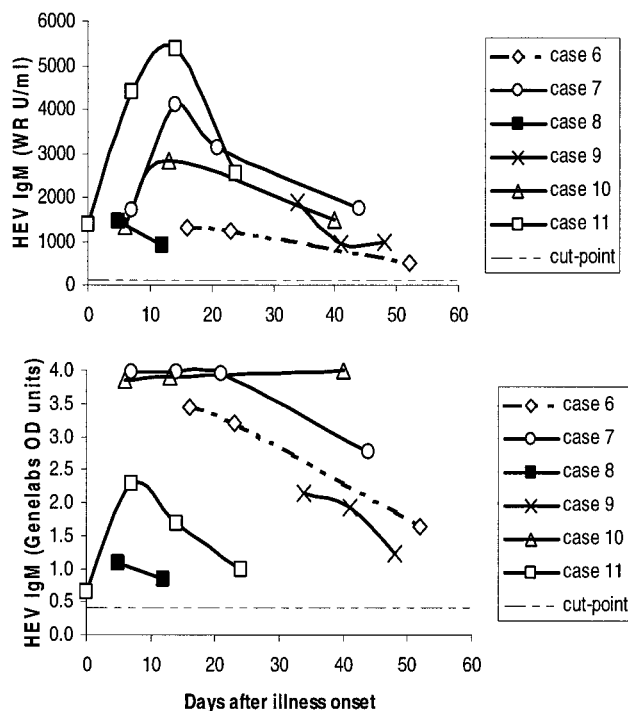 HEV IgM (WR U/ml)
6000
5000
4000
3000
2000
1000
0
0 10 20 30 40 50 60
case 6
case 7
case 8
case 9
case 10
case 11
cut-point
HEV IgM (Genelabs OD units)
4.0
3.5
3.0
2.5
2.0
1.5
1.0
0.5
0.0
0 10 20 30 40 50 60
Days after illness onset
case 6
case 7
case 8
case 9
case 10
case 11
cut-point